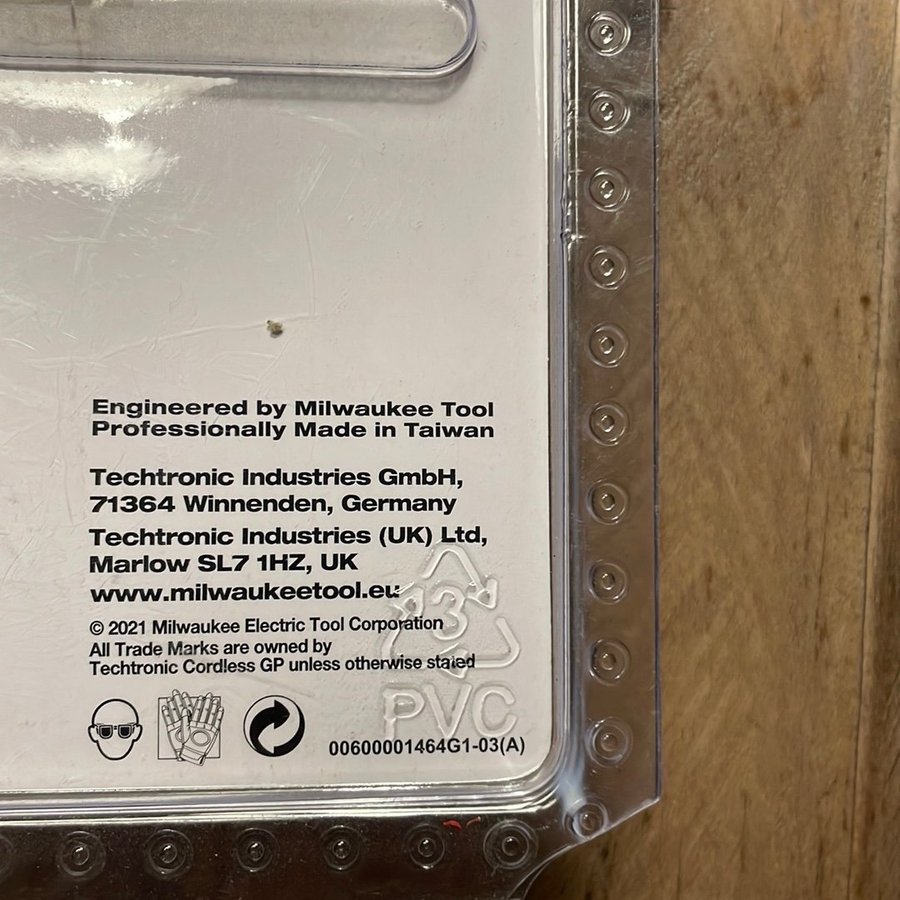 Engineered by Milwaukee Tool
Professionally Made in Taiwan
Techtronic Industries GmbH,
71364 Winnenden, Germany
Techtronic Industries (UK) Ltd,
Marlow SL7 1HZ, UK
www.milwaukeetool.eu
© 2021 Milwaukee Electric Tool Corporation
All Trade Marks are owned by
Techtronic Cordless GP unless otherwise stated
3
PVC
00600001464G1-03(A)